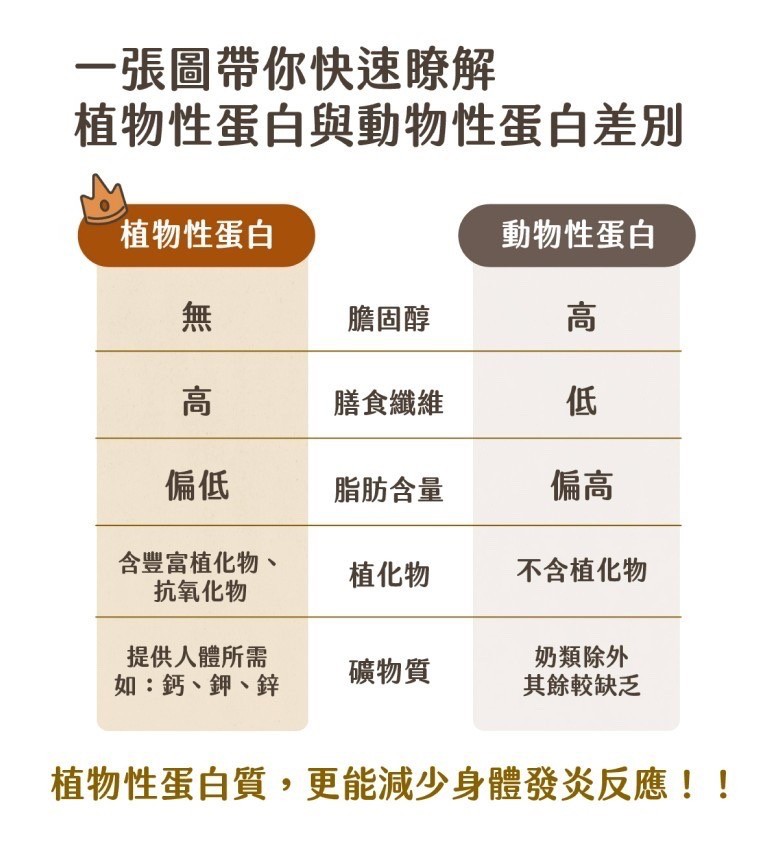 一張圖帶你快速瞭解
植物性蛋白與動物性蛋白差別
植物性蛋白
動物性蛋白
無
膽固醇
高
高
膳食纖維
低
偏低
脂肪含量
偏高
含豐富植化物、
抗氧化物
植化物
不含植化物
提供人體所需
如：鈣、鉀、鋅
礦物質
奶類除外
其餘較缺乏
植物性蛋白質，更能減少身體發炎反應！！